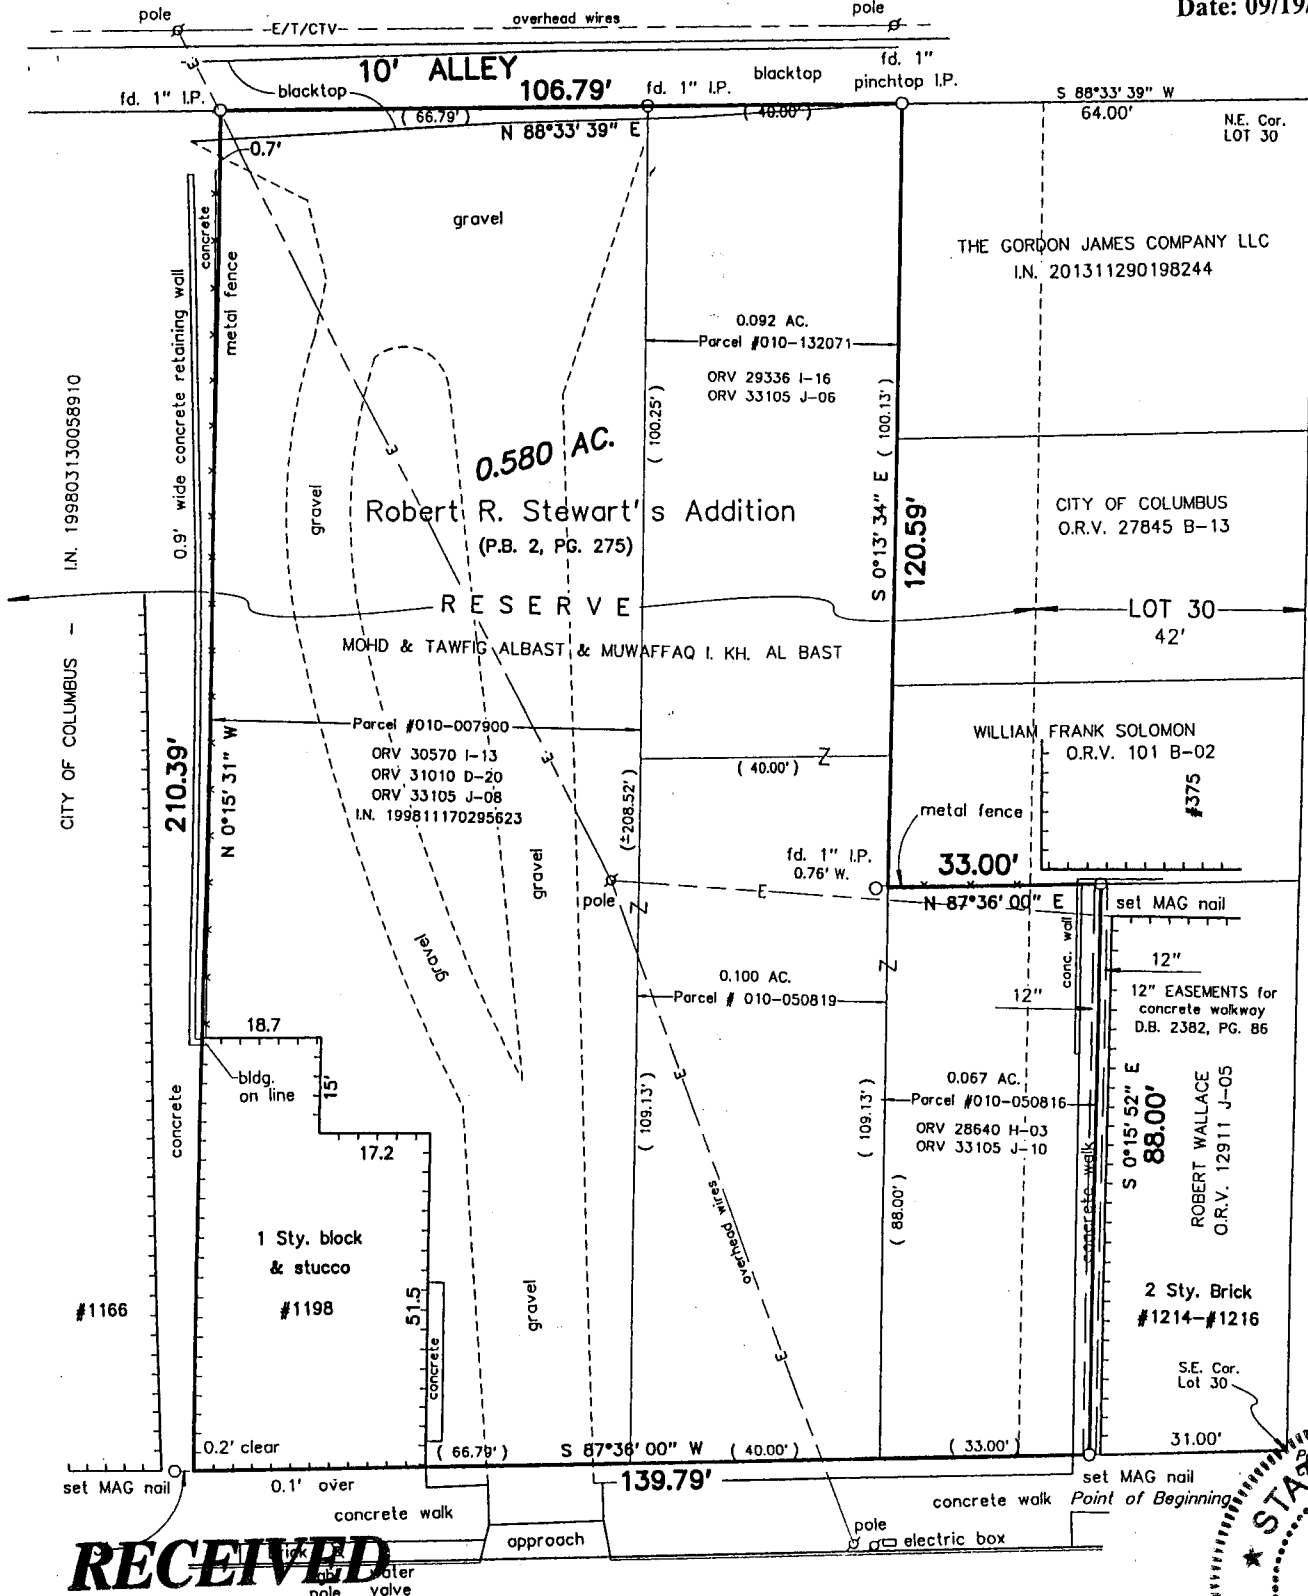 Date: 09/19/
pole
overhead wires
pole
E/T/CTV
10' ALLEY
blacktop
fd. 1"
pinchtop I.P.
fd. 1" I.P.
blacktop
106.79'
fd. 1" I.P.
S 88°33' 39" W
64.00'
( 66.79')
N 88°33' 39" E
( 40.00')
N.E. Cor.
LOT 30
0.7'
concrete
gravel
metal fence
0.9' wide concrete retaining wall
THE GORDON JAMES COMPANY LLC
I.N. 201311290198244
0.092 AC.
Parcel #010-132071
ORV 29336 I-16
ORV 33105 J-06
( 100.25' )
( 100.13')
S 0°13' 34" E
120.59'
CITY OF COLUMBUS - I.N. 199803130058910
0.580 AC.
gravel
Robert R. Stewart's Addition
(P.B. 2, PG. 275)
CITY OF COLUMBUS
O.R.V. 27845 B-13
RESERVE
LOT 30
42'
MOHD & TAWFIG ALBAST & MUWAFFAQ I. KH. AL BAST
210.39'
N 0°15' 31" W
Parcel #010-007900
ORV 30570 I-13
ORV 31010 D-20
ORV 33105 J-08
I.N. 199811170295623
WILLIAM FRANK SOLOMON
O.R.V. 101 B-02
#375
( 40.00') Z
(±208.52')
metal fence
gravel
fd. 1" I.P.
0.76' W.
33.00'
pole
E
N 87°36' 00" E
set MAG nail
Z
Z
gravel
conc. wall
12"
12"
12" EASEMENTS for
concrete walkway
D.B. 2382, PG. 86
0.100 AC.
Parcel # 010-050819
18.7
15'
bldg.
on line
17.2
concrete
( 109.13')
E
( 109.13')
0.067 AC.
Parcel #010-050816
ORV 28640 H-03
ORV 33105 J-10
S 0°15' 52" E
88.00'
ROBERT WALLACE
O.R.V. 12911 J-05
concrete walk
( 88.00')
overhead wires
1 Sty. block
& stucco
#1198
#1166
51.5
concrete
gravel
2 Sty. Brick
#1214-#1216
E
S.E. Cor.
Lot 30
0.2' clear
( 66.79')
S 87°36' 00" W
( 40.00')
( 33.00')
31.00'
set MAG nail
0.1' over
139.79'
set MAG nail
concrete walk
concrete walk
Point of Beginning
approach
pole
electric box
RECEIVED
pole
valve
STA